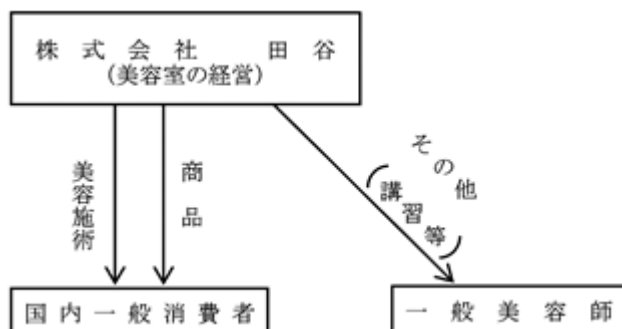 株式会社 田谷
(美容室の経営)
美容施術
商品
その他
(講習等)
国内一般消費者
一般美容師